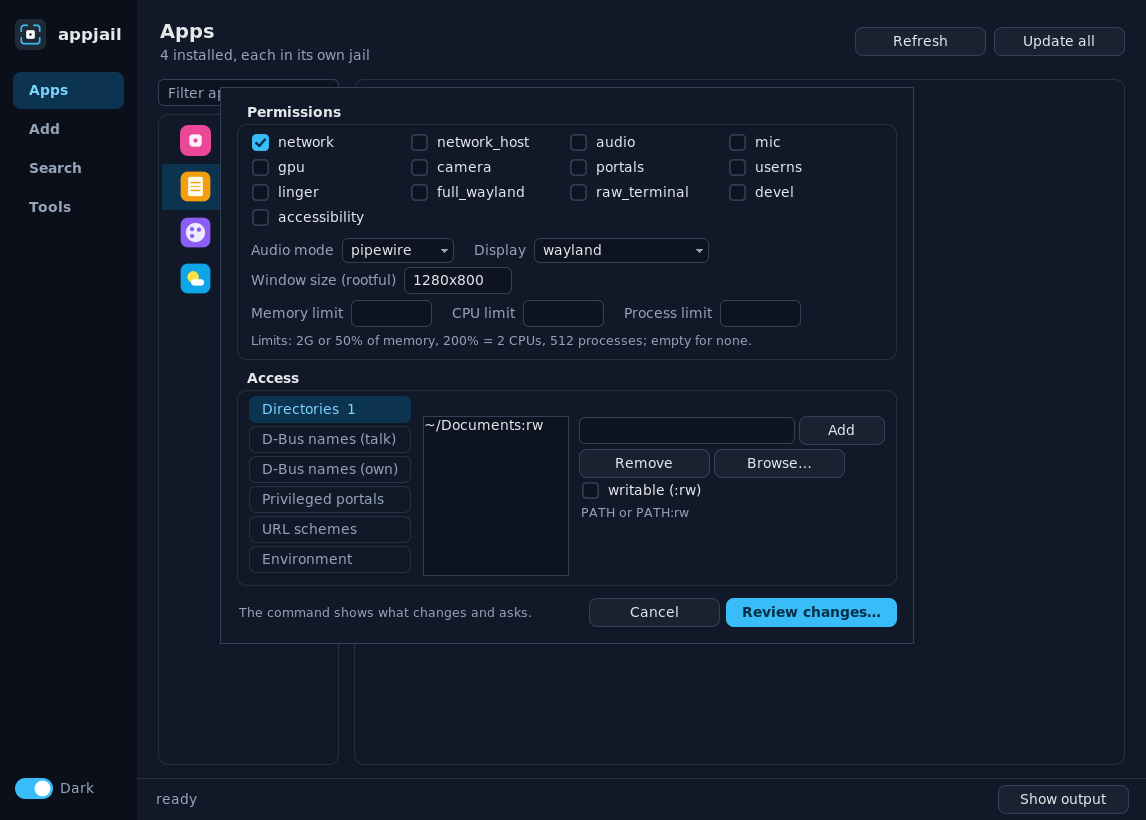 appjail
Apps
4 installed, each in its own jail
Refresh
Update all
Apps
Add
Search
Tools
Filter ap
Permissions
network
network_host
audio
mic
gpu
camera
portals
userns
linger
full_wayland
raw_terminal
devel
accessibility
Audio mode pipewire Display wayland
Window size (rootful) 1280x800
Memory limit CPU limit Process limit
Limits: 2G or 50% of memory, 200% = 2 CPUs, 512 processes; empty for none.
Access
Directories 1
D-Bus names (talk)
D-Bus names (own)
Privileged portals
URL schemes
Environment
~/Documents:rw
Add
Remove
Browse...
writable (:rw)
PATH or PATH:rw
The command shows what changes and asks.
Cancel
Review changes...
Dark
ready
Show output